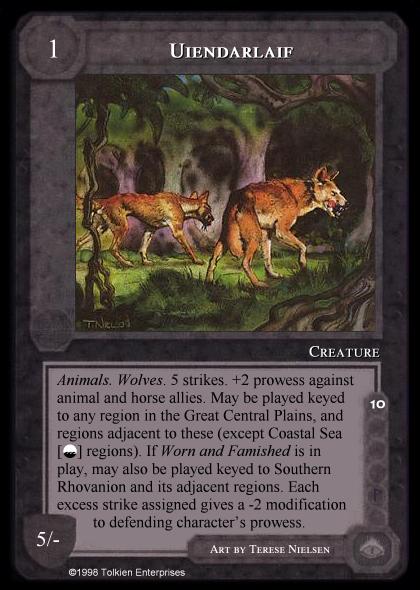 1
UIENDARLAIF
CREATURE
Animals. Wolves. 5 strikes. +2 prowess against
animal and horse allies. May be played keyed
to any region in the Great Central Plains, and
regions adjacent to these (except Coastal Sea
[ ] regions). If Worn and Famished is in
play, may also be played keyed to Southern
Rhovanion and its adjacent regions. Each
excess strike assigned gives a -2 modification
to defending character's prowess.
10
5/-
ART BY TERESE NIELSEN
©1998 Tolkien Enterprises